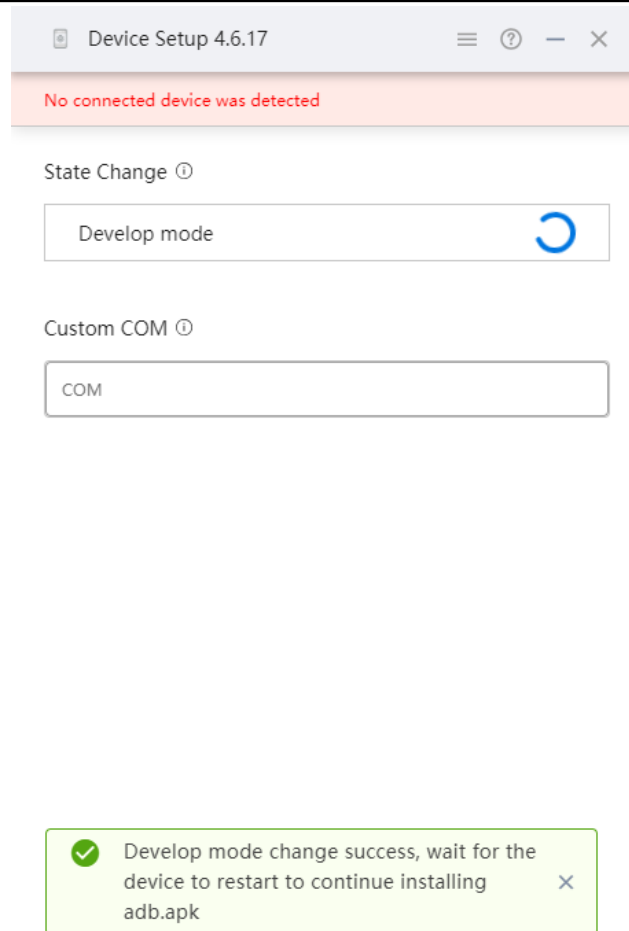 Device Setup 4.6.17
No connected device was detected
State Change
Develop mode
Custom COM
COM
Develop mode change success, wait for the
device to restart to continue installing
adb.apk